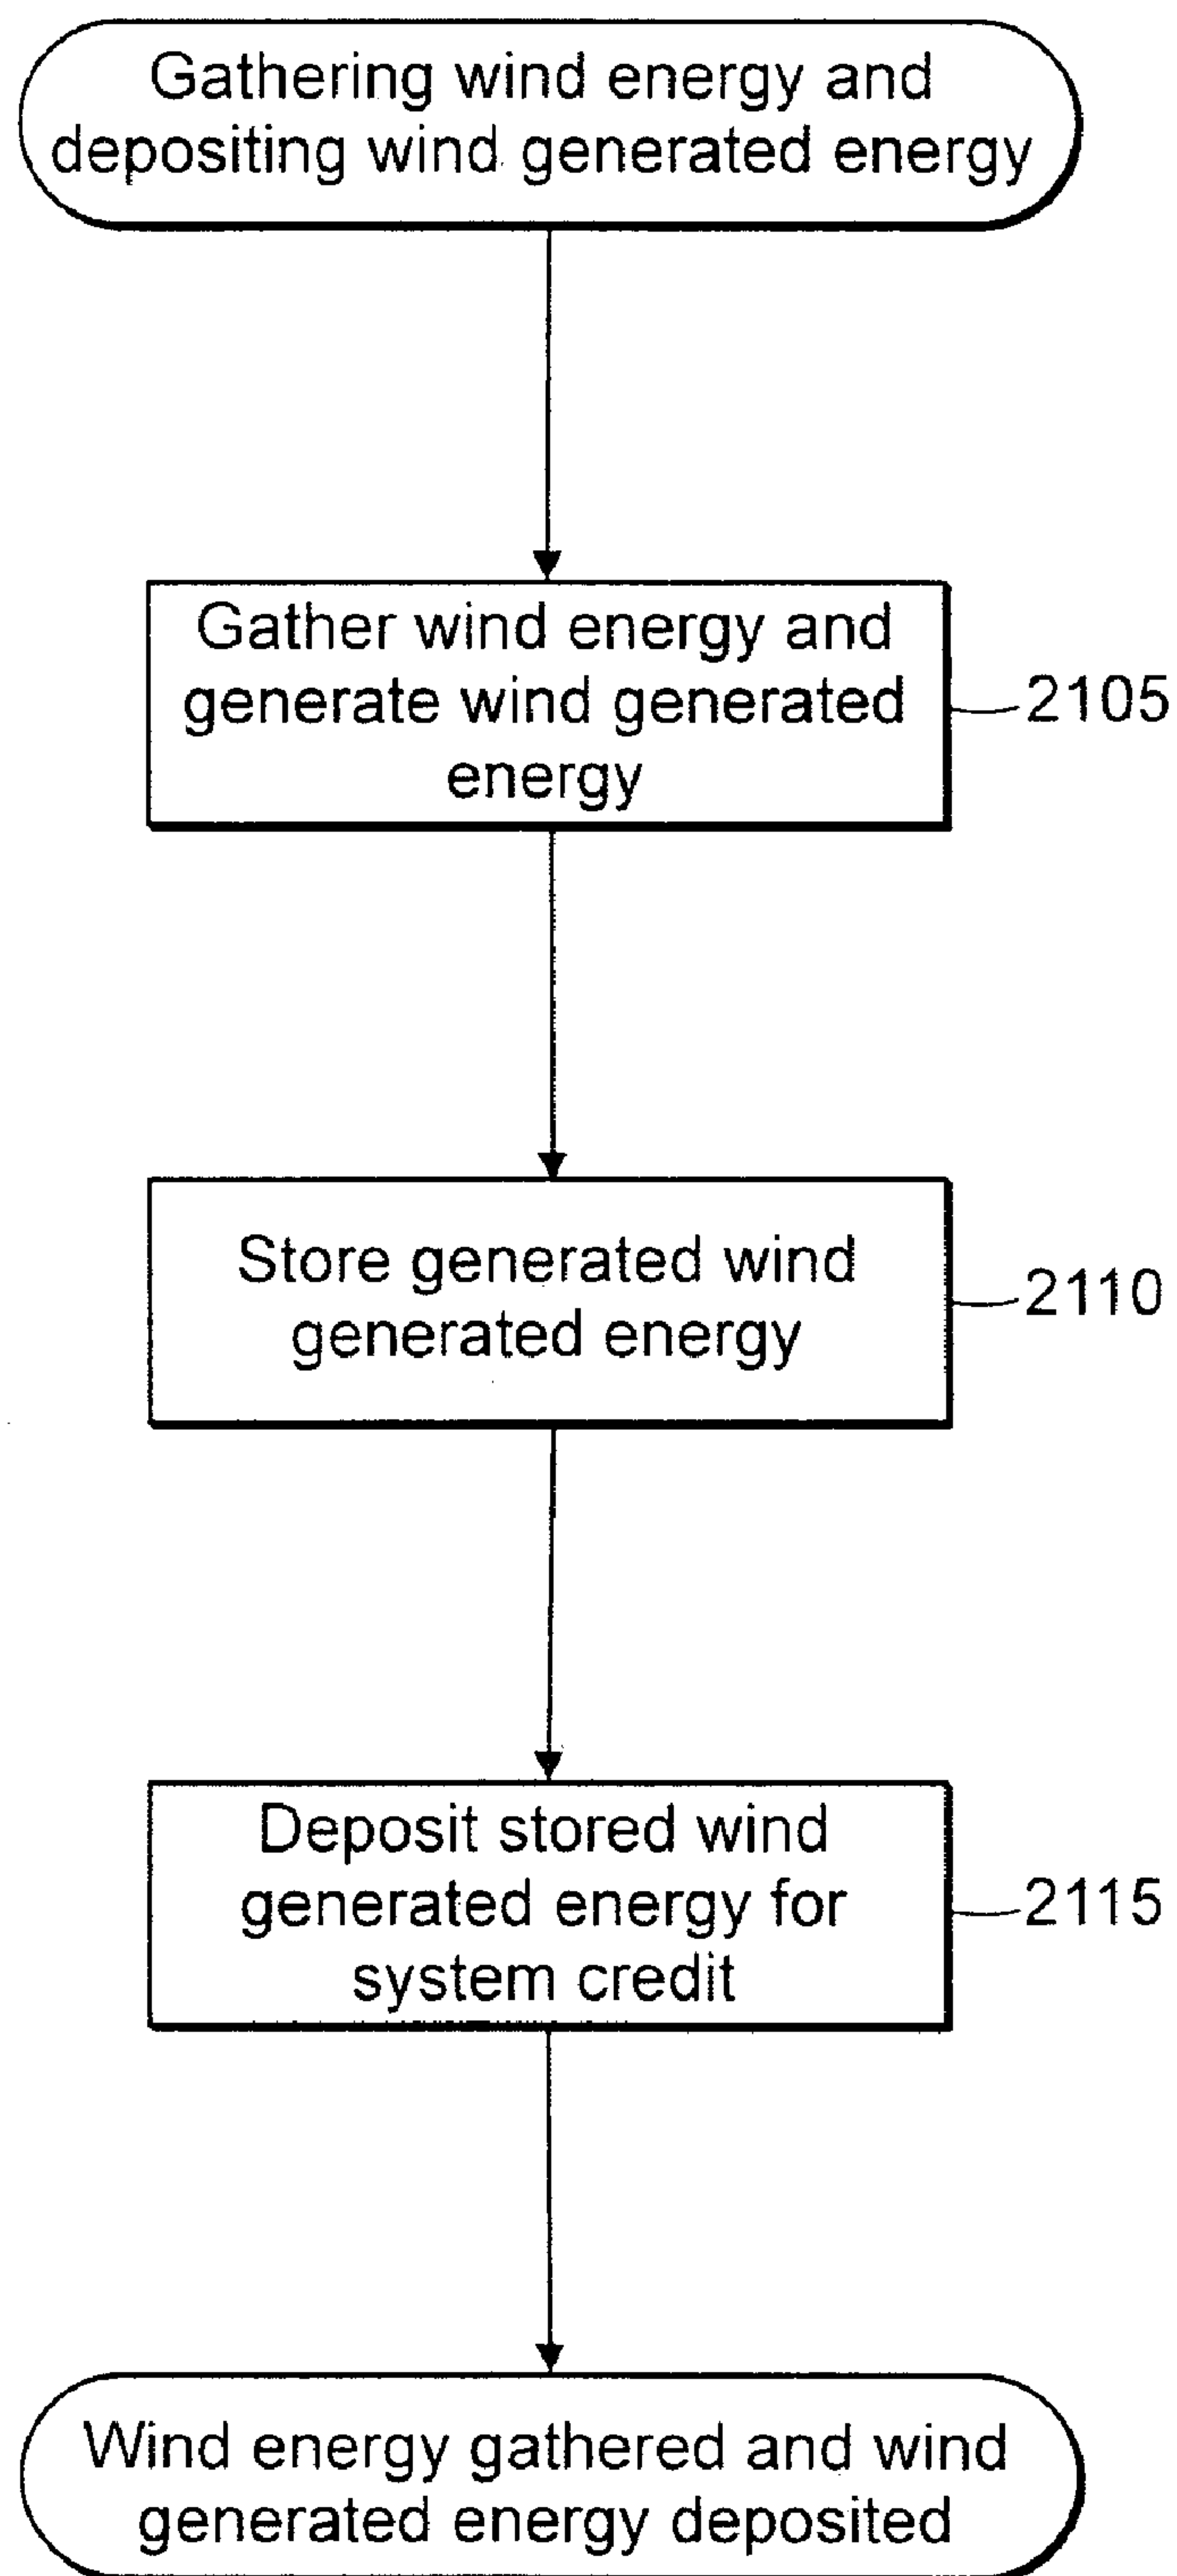 Gathering wind energy and
depositing wind generated energy
Gather wind energy and
generate wind generated
energy
2105
Store generated wind
generated energy
2110
Deposit stored wind
generated energy for
system credit
2115
Wind energy gathered and wind
generated energy deposited